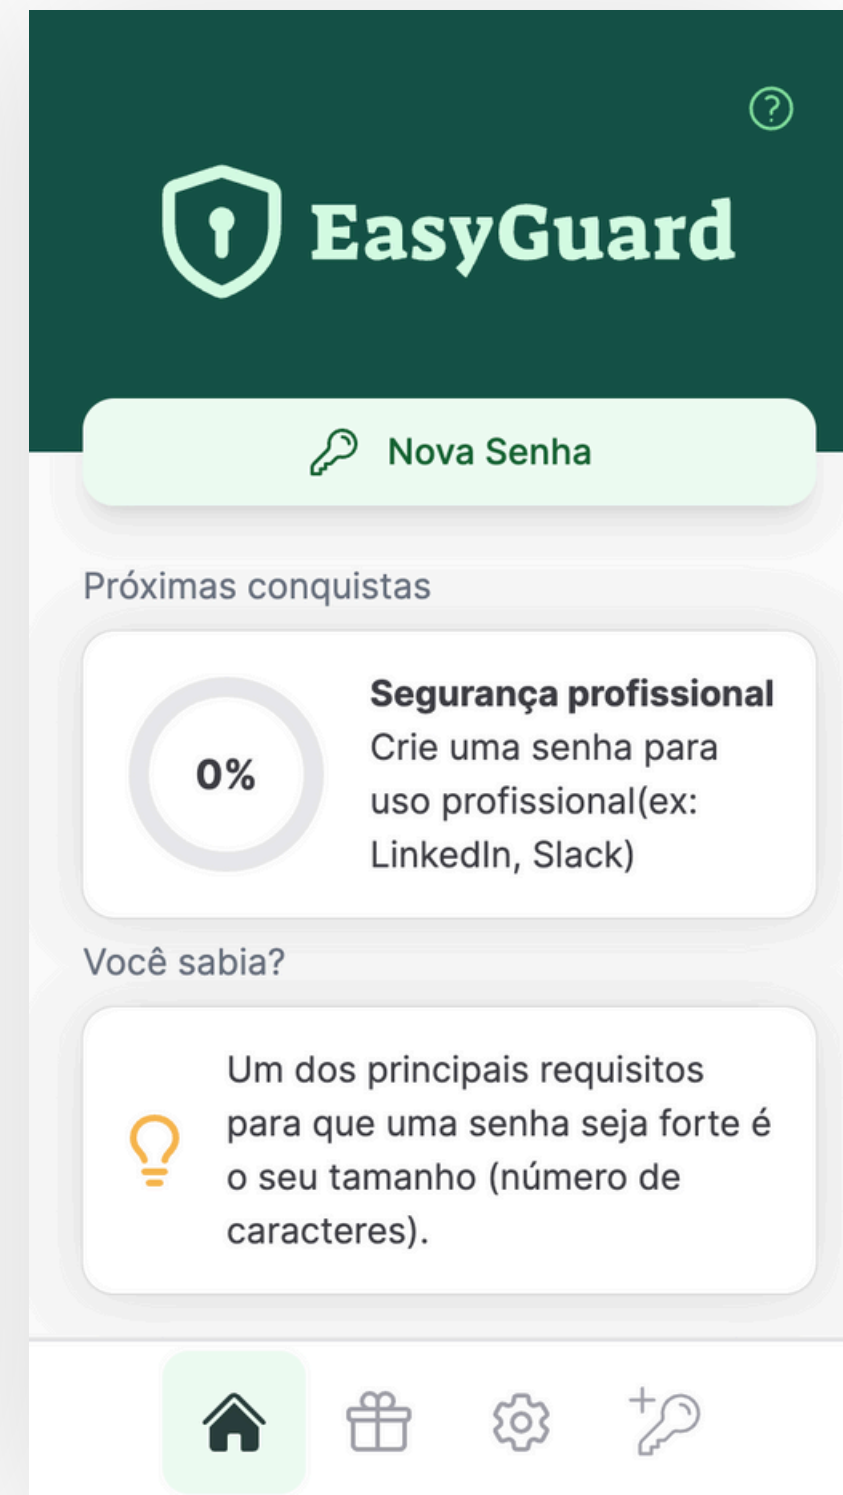 ?
EasyGuard
Nova Senha
Próximas conquistas
0%
Segurança profissional
Crie uma senha para
uso profissional(ex:
LinkedIn, Slack)
Você sabia?
Um dos principais requisitos
para que uma senha seja forte é
o seu tamanho (número de
caracteres).